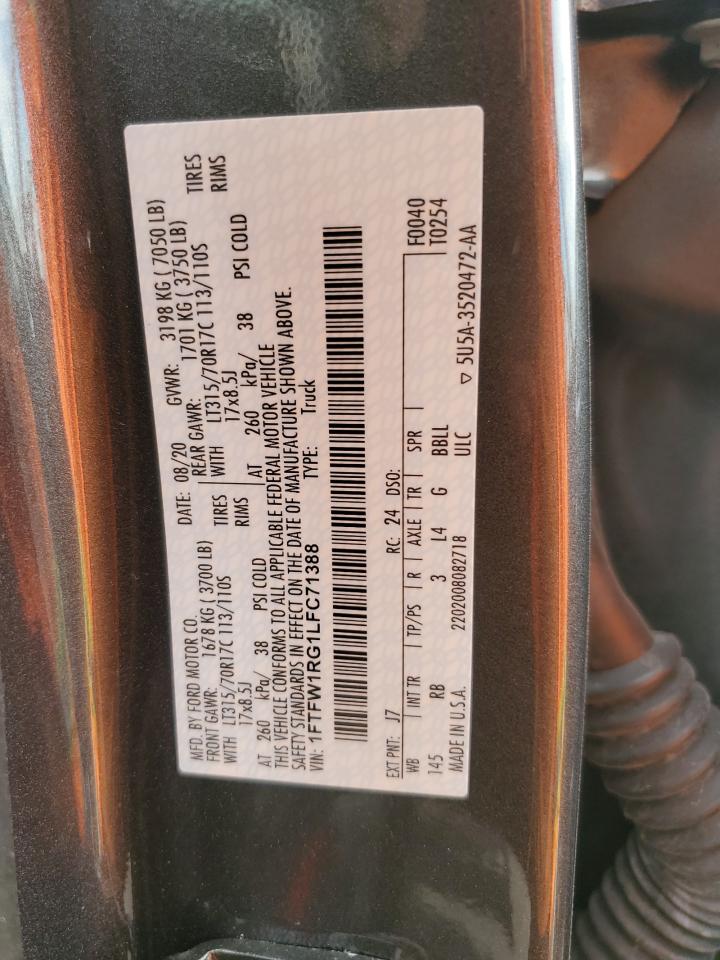 MFD. BY FORD MOTOR CO.
DATE: 08/20 GVWR: 3198 KG ( 7050 LB)
FRONT GAWR: 1678 KG ( 3700 LB) REAR GAWR: 1701 KG ( 3750 LB)
WITH LT315/70R17C 113/110S TIRES WITH LT315/70R17C 113/110S TIRES
17x8.5J RIMS 17x8.5J RIMS
AT 260 kPa/ 38 PSI COLD AT 260 kPa/ 38 PSI COLD
THIS VEHICLE CONFORMS TO ALL APPLICABLE FEDERAL MOTOR VEHICLE
SAFETY STANDARDS IN EFFECT ON THE DATE OF MANUFACTURE SHOWN ABOVE.
VIN: 1FTFW1RG1LFC71388 TYPE: Truck
EXT PNT: J7 RC: 24 DSO: F0040
WB INT TR TP/PS R AXLE TR SPR T0254
145 RB 3 L4 G BBLL
MADE IN U.S.A. 2202008082718 ULC ▽ 5U5A-3520472-AA